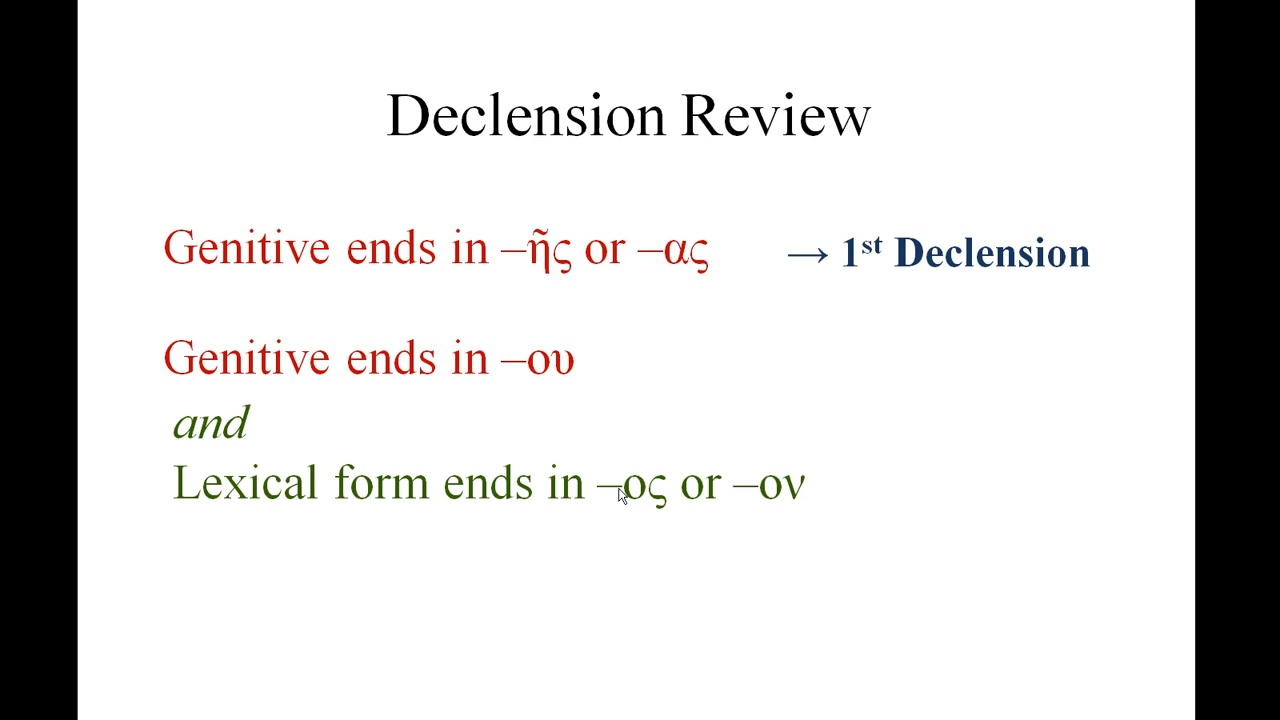 Declension Review
Genitive ends in –ῆς or –ας → 1st Declension
Genitive ends in –ου
and
Lexical form ends in –ος or –ον